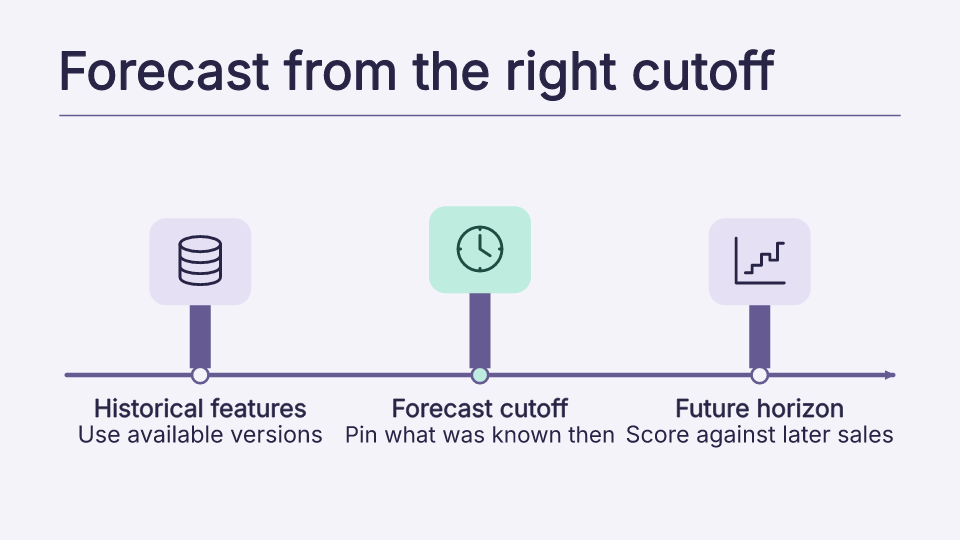 Forecast from the right cutoff
Historical features
Use available versions
Forecast cutoff
Pin what was known then
Future horizon
Score against later sales